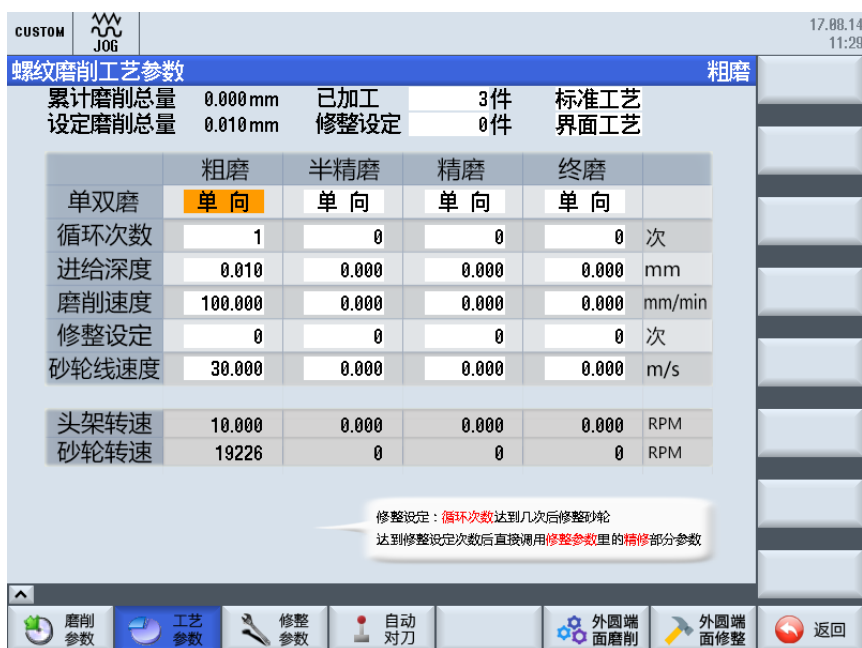 CUSTOM JOG 17.08.14
11:29
螺纹磨削工艺参数 粗磨
累计磨削总量 0.000mm 已加工 3件 标准工艺
设定磨削总量 0.010mm 修整设定 0件 界面工艺
粗磨 半精磨 精磨 终磨
单双磨 单向 单向 单向 单向
循环次数 1 0 0 0 次
进给深度 0.010 0.000 0.000 0.000 mm
磨削速度 100.000 0.000 0.000 0.000 mm/min
修整设定 0 0 0 0 次
砂轮线速度 30.000 0.000 0.000 0.000 m/s
头架转速 10.000 0.000 0.000 0.000 RPM
砂轮转速 19226 0 0 0 RPM
修整设定：循环次数达到几次后修整砂轮
达到修整设定次数后直接调用修整参数里的精修部分参数
磨削 工艺 修整 自动 外圆端 外圆端 返回
参数 参数 参数 对刀 面磨削 面修整